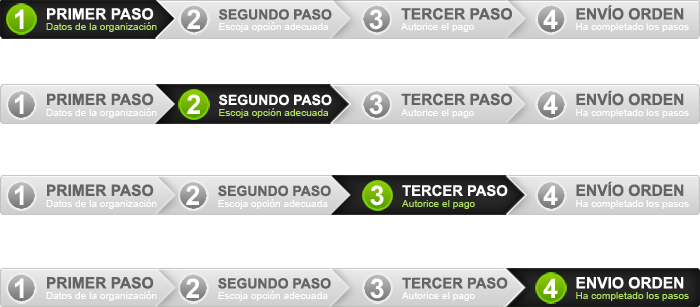 1 PRIMER PASO 2 SEGUNDO PASO 3 TERCER PASO 4 ENVÍO ORDEN
Datos de la organización Escoja opción adecuada Autorice el pago Ha completado los pasos
1 PRIMER PASO 2 SEGUNDO PASO 3 TERCER PASO 4 ENVÍO ORDEN
Datos de la organización Escoja opción adecuada Autorice el pago Ha completado los pasos
1 PRIMER PASO 2 SEGUNDO PASO 3 TERCER PASO 4 ENVÍO ORDEN
Datos de la organización Escoja opción adecuada Autorice el pago Ha completado los pasos
1 PRIMER PASO 2 SEGUNDO PASO 3 TERCER PASO 4 ENVIO ORDEN
Datos de la organización Escoja opción adecuada Autorice el pago Ha completado los pasos